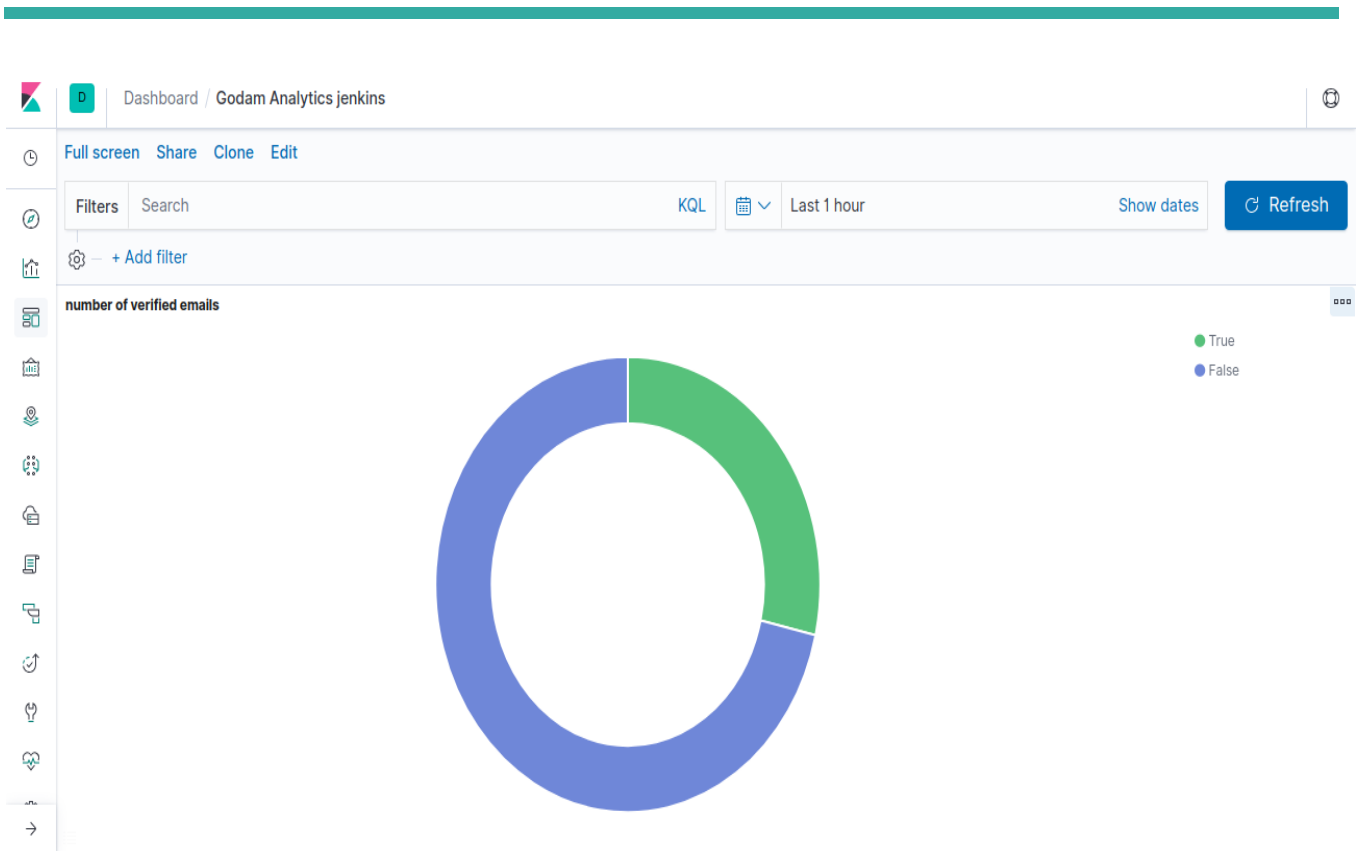 D Dashboard / Godam Analytics jenkins
Full screen Share Clone Edit
Filters Search KQL Last 1 hour Show dates Refresh
+ Add filter
number of verified emails
True
False